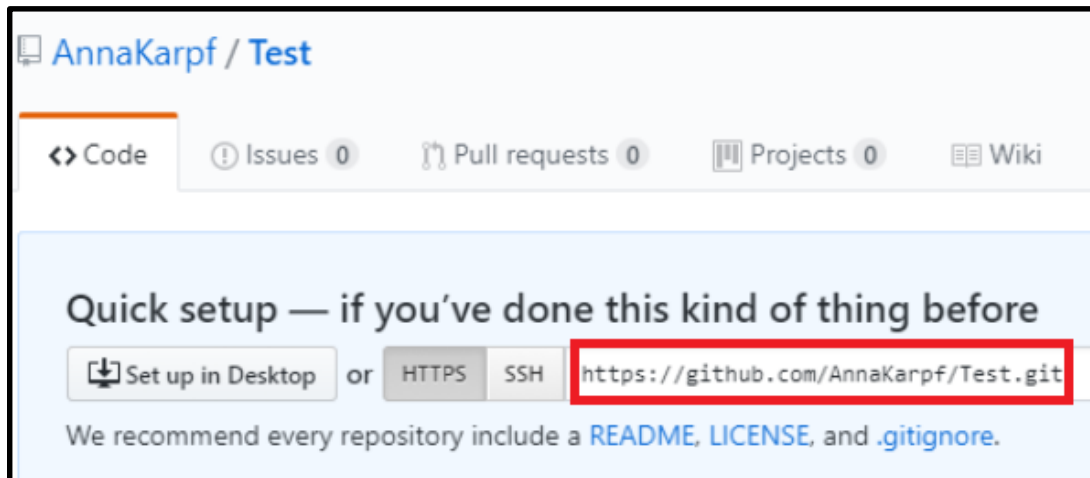 AnnaKarpf / Test
<> Code Issues 0 Pull requests 0 Projects 0 Wiki
Quick setup — if you’ve done this kind of thing before
Set up in Desktop or HTTPS SSH https://github.com/AnnaKarpf/Test.git
We recommend every repository include a README, LICENSE, and .gitignore.